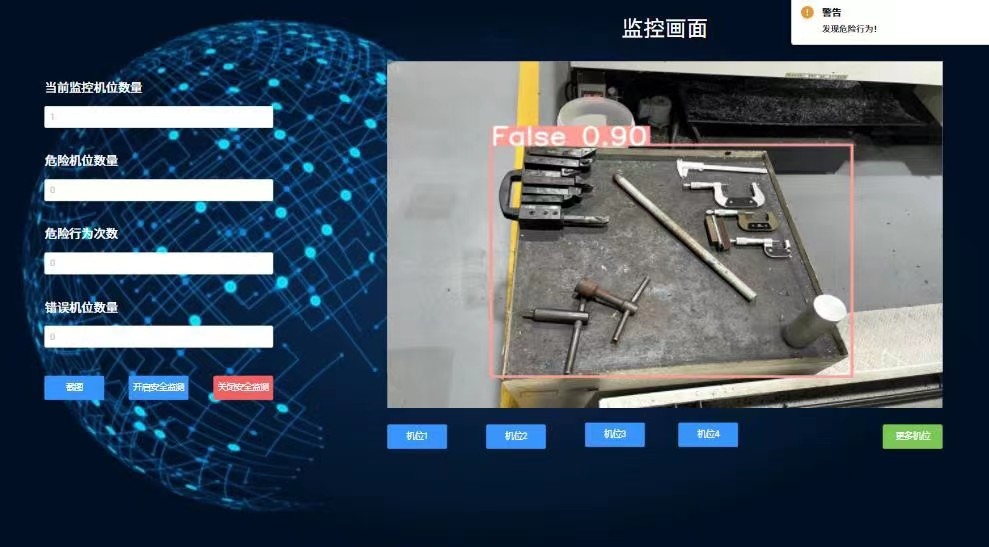 监控画面
警告
发现危险行为!
当前监控机位数量
1
危险机位数量
0
危险行为次数
0
错误机位数量
0
截图
开启安全监测
关闭安全监测
False 0.90
机位1
机位2
机位3
机位4
更多机位